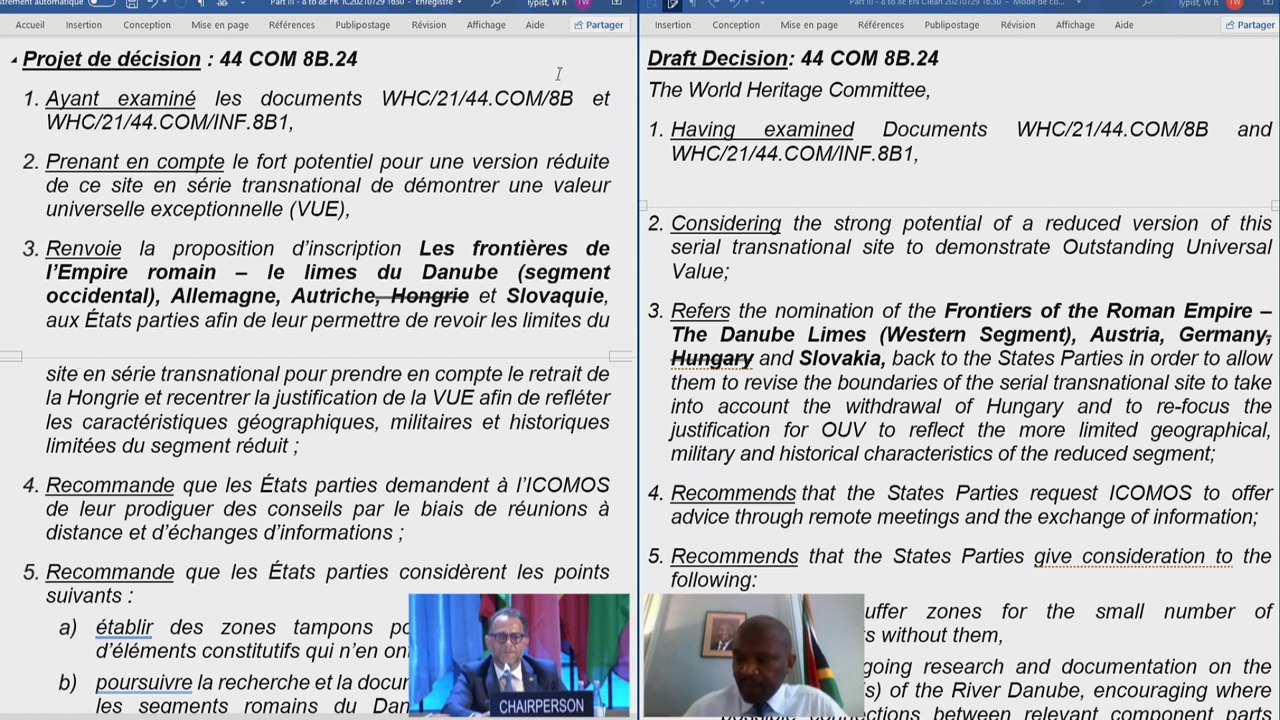 Accueil Insertion Conception Mise en page Références Publipostage Révision Affichage Aide Partager
Projet de décision : 44 COM 8B.24
1. Ayant examiné les documents WHC/21/44.COM/8B et
WHC/21/44.COM/INF.8B1,
2. Prenant en compte le fort potentiel pour une version réduite
de ce site en série transnational de démontrer une valeur
universelle exceptionnelle (VUE),
3. Renvoie la proposition d'inscription Les frontières de
l'Empire romain – le limes du Danube (segment
occidental), Allemagne, Autriche, Hongrie et Slovaquie,
aux États parties afin de leur permettre de revoir les limites du
site en série transnational pour prendre en compte le retrait de
la Hongrie et recentrer la justification de la VUE afin de refléter
les caractéristiques géographiques, militaires et historiques
limitées du segment réduit ;
4. Recommande que les États parties demandent à l'ICOMOS
de leur prodiguer des conseils par le biais de réunions à
distance et d'échanges d'informations ;
5. Recommande que les États parties considèrent les points
suivants :
a) établir des zones tampons
d'éléments constitutifs qui n'en
b) poursuivre la recherche et la
les segments romains du
CHAIRPERSON
Insertion Conception Mise en page Références Publipostage Révision Affichage Aide Partager
Draft Decision: 44 COM 8B.24
The World Heritage Committee,
1. Having examined Documents WHC/21/44.COM/8B and
WHC/21/44.COM/INF.8B1,
2. Considering the strong potential of a reduced version of this
serial transnational site to demonstrate Outstanding Universal
Value;
3. Refers the nomination of the Frontiers of the Roman Empire –
The Danube Limes (Western Segment), Austria, Germany,
Hungary and Slovakia, back to the States Parties in order to allow
them to revise the boundaries of the serial transnational site to take
into account the withdrawal of Hungary and to re-focus the
justification for OUV to reflect the more limited geographical,
military and historical characteristics of the reduced segment;
4. Recommends that the States Parties request ICOMOS to offer
advice through remote meetings and the exchange of information;
5. Recommends that the States Parties give consideration to the
following:
zones for the small number of
without them,
research and documentation on the
of the River Danube, encouraging where
between relevant component parts